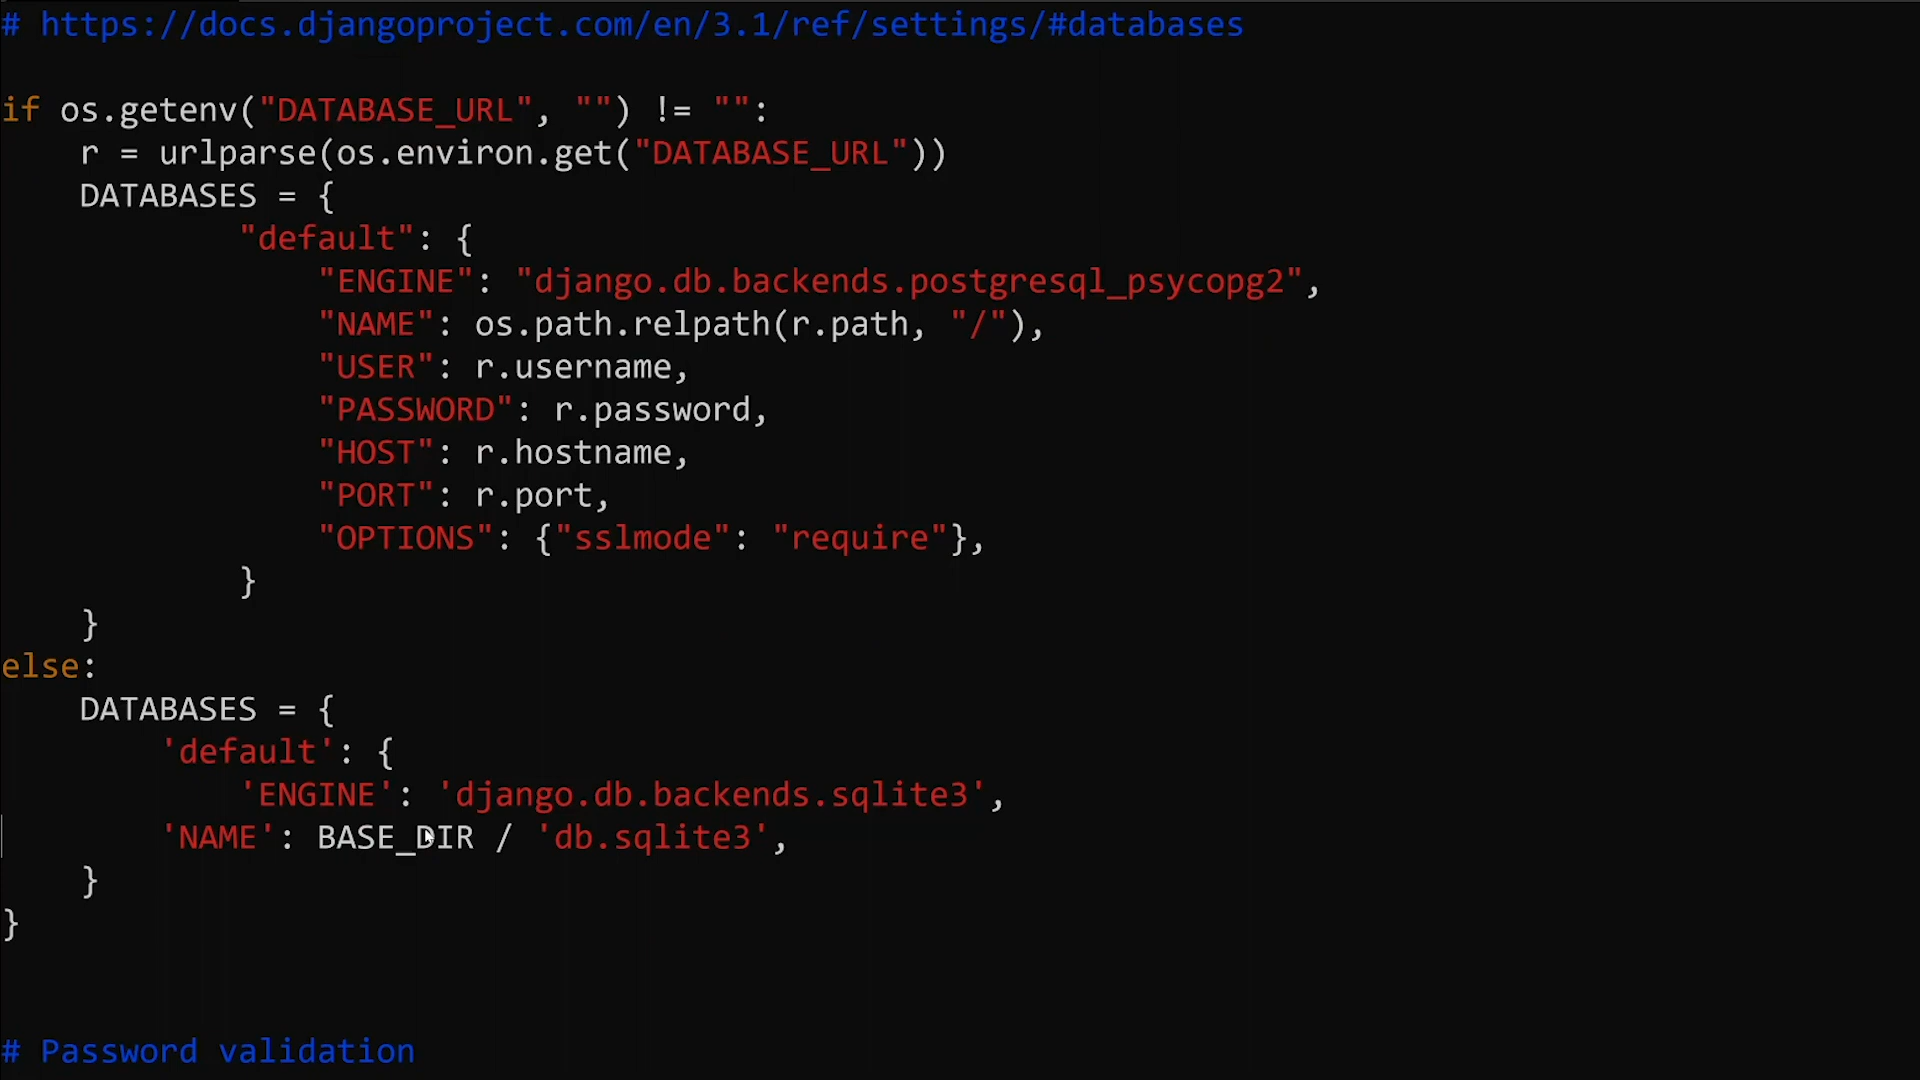 # https://docs.djangoproject.com/en/3.1/ref/settings/#databases

if os.getenv("DATABASE_URL", "") != "":
    r = urlparse(os.environ.get("DATABASE_URL"))
    DATABASES = {
            "default": {
                "ENGINE": "django.db.backends.postgresql_psycopg2",
                "NAME": os.path.relpath(r.path, "/"),
                "USER": r.username,
                "PASSWORD": r.password,
                "HOST": r.hostname,
                "PORT": r.port,
                "OPTIONS": {"sslmode": "require"},
            }
    }
else:
    DATABASES = {
        'default': {
            'ENGINE': 'django.db.backends.sqlite3',
        'NAME': BASE_DIR / 'db.sqlite3',
    }
}

# Password validation